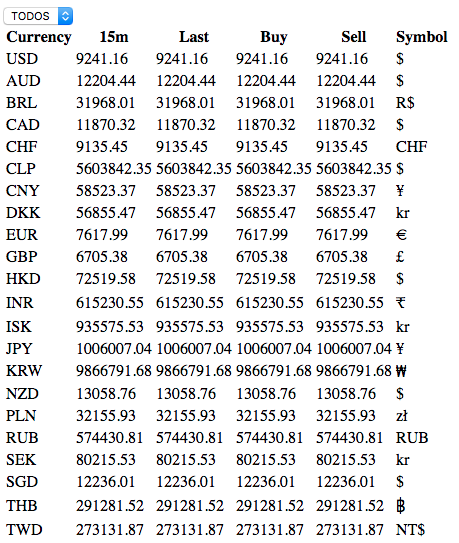 TODOS
Currency 15m Last Buy Sell Symbol
USD 9241.16 9241.16 9241.16 9241.16 $
AUD 12204.44 12204.44 12204.44 12204.44 $
BRL 31968.01 31968.01 31968.01 31968.01 R$
CAD 11870.32 11870.32 11870.32 11870.32 $
CHF 9135.45 9135.45 9135.45 9135.45 CHF
CLP 5603842.35 5603842.35 5603842.35 5603842.35 $
CNY 58523.37 58523.37 58523.37 58523.37 ¥
DKK 56855.47 56855.47 56855.47 56855.47 kr
EUR 7617.99 7617.99 7617.99 7617.99 €
GBP 6705.38 6705.38 6705.38 6705.38 £
HKD 72519.58 72519.58 72519.58 72519.58 $
INR 615230.55 615230.55 615230.55 615230.55 ₹
ISK 935575.53 935575.53 935575.53 935575.53 kr
JPY 1006007.04 1006007.04 1006007.04 1006007.04 ¥
KRW 9866791.68 9866791.68 9866791.68 9866791.68 ₩
NZD 13058.76 13058.76 13058.76 13058.76 $
PLN 32155.93 32155.93 32155.93 32155.93 zł
RUB 574430.81 574430.81 574430.81 574430.81 RUB
SEK 80215.53 80215.53 80215.53 80215.53 kr
SGD 12236.01 12236.01 12236.01 12236.01 $
THB 291281.52 291281.52 291281.52 291281.52 ฿
TWD 273131.87 273131.87 273131.87 273131.87 NT$